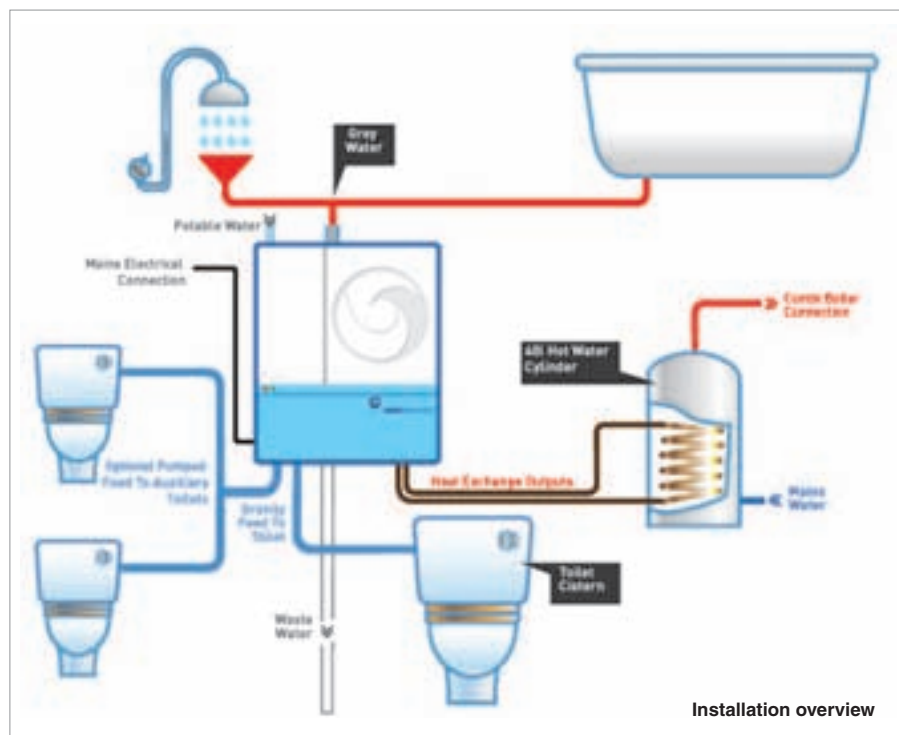 Grey
Water
Potable Water
Mains Electrical
Connection
Combi Boiler
Connection
Hot Water
Cylinder
Optional Pumped
Feed To Auxiliary
Toilets
Heat Exchange Outputs
Mains
Water
Gravity
Feed To
Toilet
Toilet
Cistern
Waste
Water
Installation overview